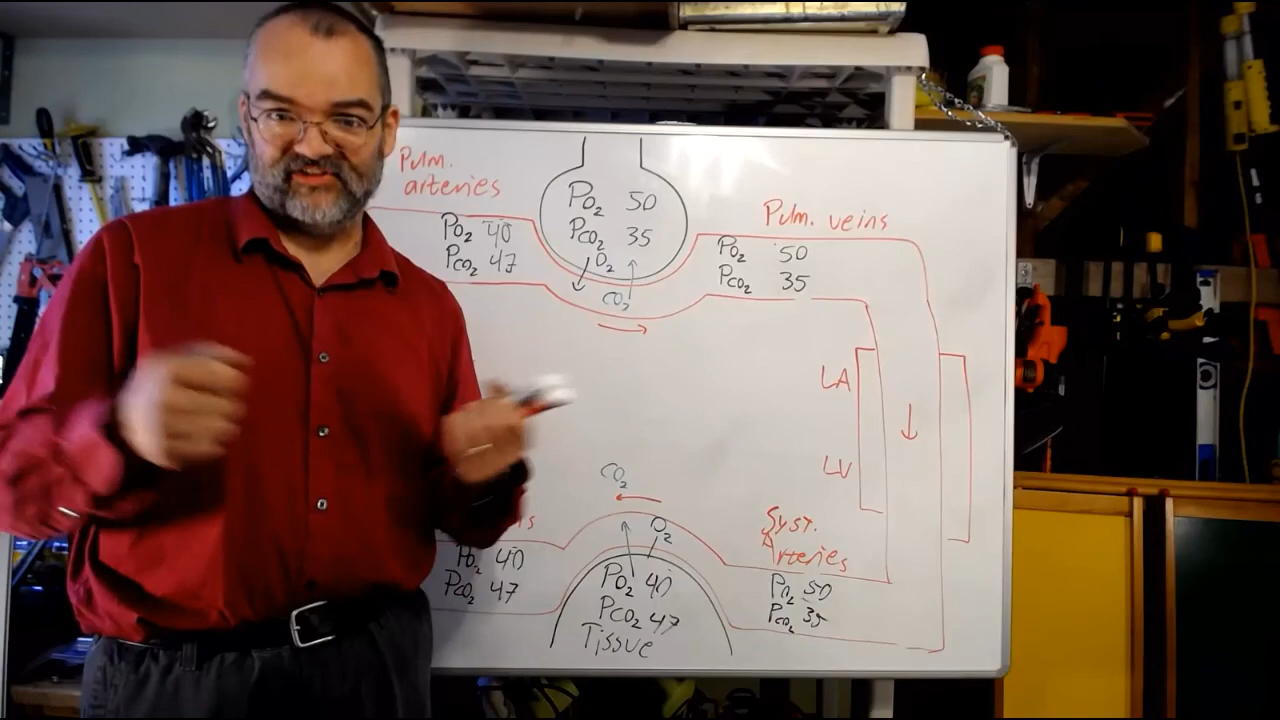 Pulm.
arteries
PO₂ 40
PCO₂ 47
PO₂ 50
PCO₂ 35
O₂
CO₂
Pulm. veins
PO₂ 50
PCO₂ 35
LA
LV
CO₂
O₂
PO₂ 40
PCO₂ 47
PO₂ 40
PCO₂ 47
Tissue
Syst.
Arteries
PO₂ 50
PCO₂ 35